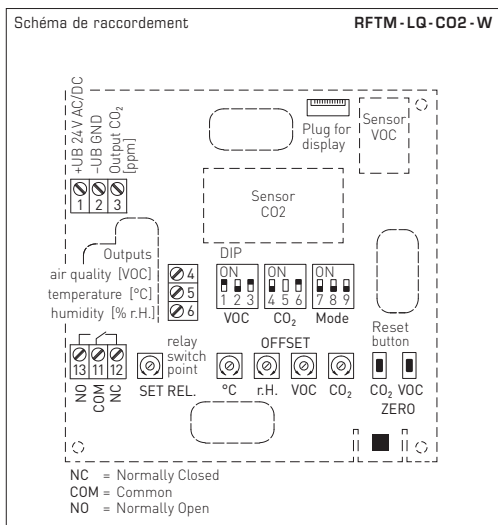 Schéma de raccordement RFTM-LQ-CO2-W
+UB 24V AC/DC
–UB GND
Output CO₂
[ppm]
1 2 3
Plug for
display
Sensor
VOC
Sensor
CO2
Outputs
air quality [VOC] 4
temperature [°C] 5
humidity [% r.H.] 6
DIP
ON ON ON
1 2 3 4 5 6 7 8 9
VOC CO₂ Mode
13 11 12
NO
COM
NC
relay
switch
point
SET REL.
OFFSET
°C r.H. VOC CO₂
Reset
button
CO₂ VOC
ZERO
NC = Normally Closed
COM = Common
NO = Normally Open